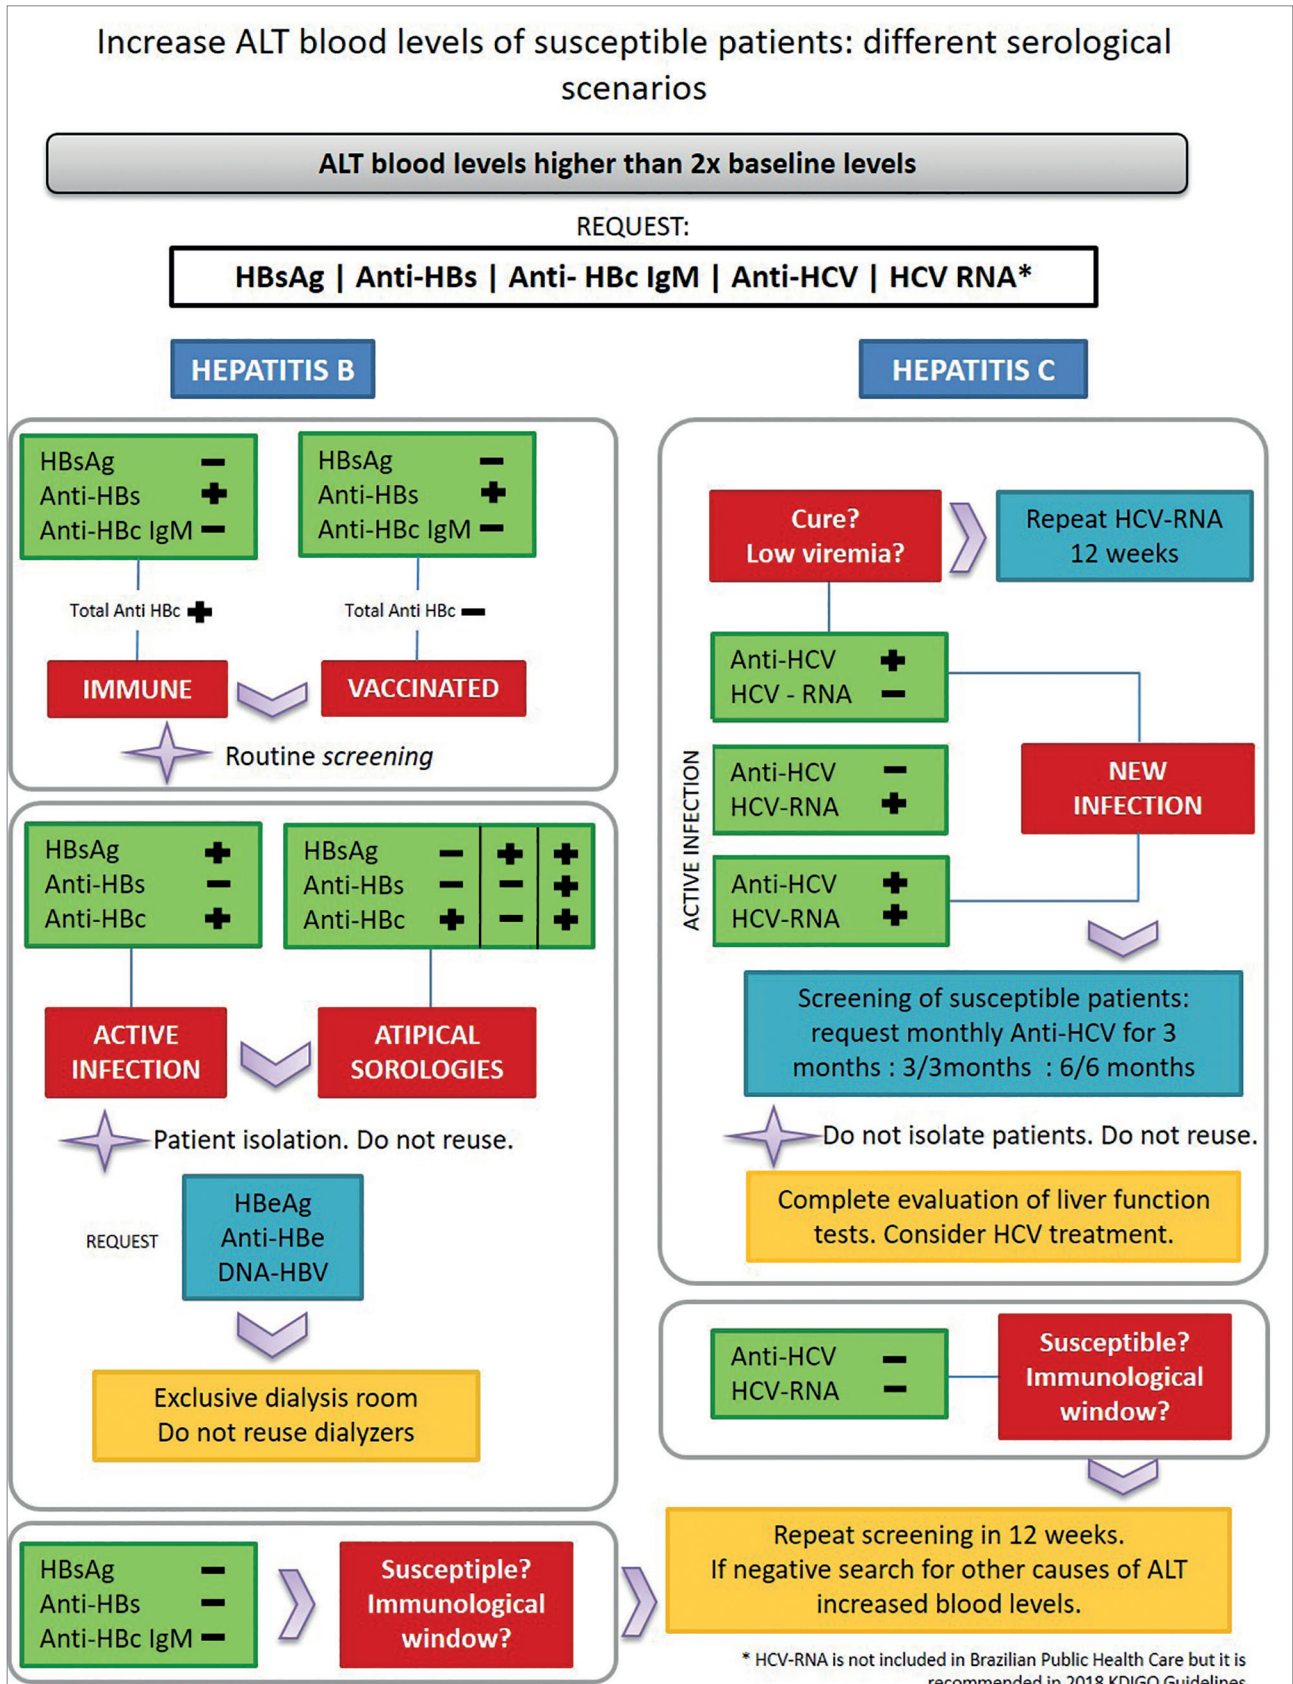 Increase ALT blood levels of susceptible patients: different serological
scenarios
ALT blood levels higher than 2x baseline levels
REQUEST:
HBsAg | Anti-HBs | Anti- HBc IgM | Anti-HCV | HCV RNA*
HEPATITIS B
HBsAg −
Anti-HBs +
Anti-HBc IgM −
Total Anti HBc +
IMMUNE
HBsAg −
Anti-HBs +
Anti-HBc IgM −
Total Anti HBc −
VACCINATED
Routine screening
HBsAg +
Anti-HBs −
Anti-HBc +
ACTIVE
INFECTION
HBsAg − + +
Anti-HBs − − +
Anti-HBc + − +
ATIPICAL
SOROLOGIES
Patient isolation. Do not reuse.
REQUEST
HBeAg
Anti-HBe
DNA-HBV
Exclusive dialysis room
Do not reuse dialyzers
HBsAg −
Anti-HBs −
Anti-HBc IgM −
Susceptiple?
Immunological
window?
HEPATITIS C
Cure?
Low viremia?
Repeat HCV-RNA
12 weeks
Anti-HCV +
HCV - RNA −
ACTIVE INFECTION
Anti-HCV −
HCV-RNA +
Anti-HCV +
HCV-RNA +
NEW
INFECTION
Screening of susceptible patients:
request monthly Anti-HCV for 3
months : 3/3months : 6/6 months
Do not isolate patients. Do not reuse.
Complete evaluation of liver function
tests. Consider HCV treatment.
Anti-HCV −
HCV-RNA −
Susceptible?
Immunological
window?
Repeat screening in 12 weeks.
If negative search for other causes of ALT
increased blood levels.
* HCV-RNA is not included in Brazilian Public Health Care but it is
recommended in 2018 KDIGO Guidelines